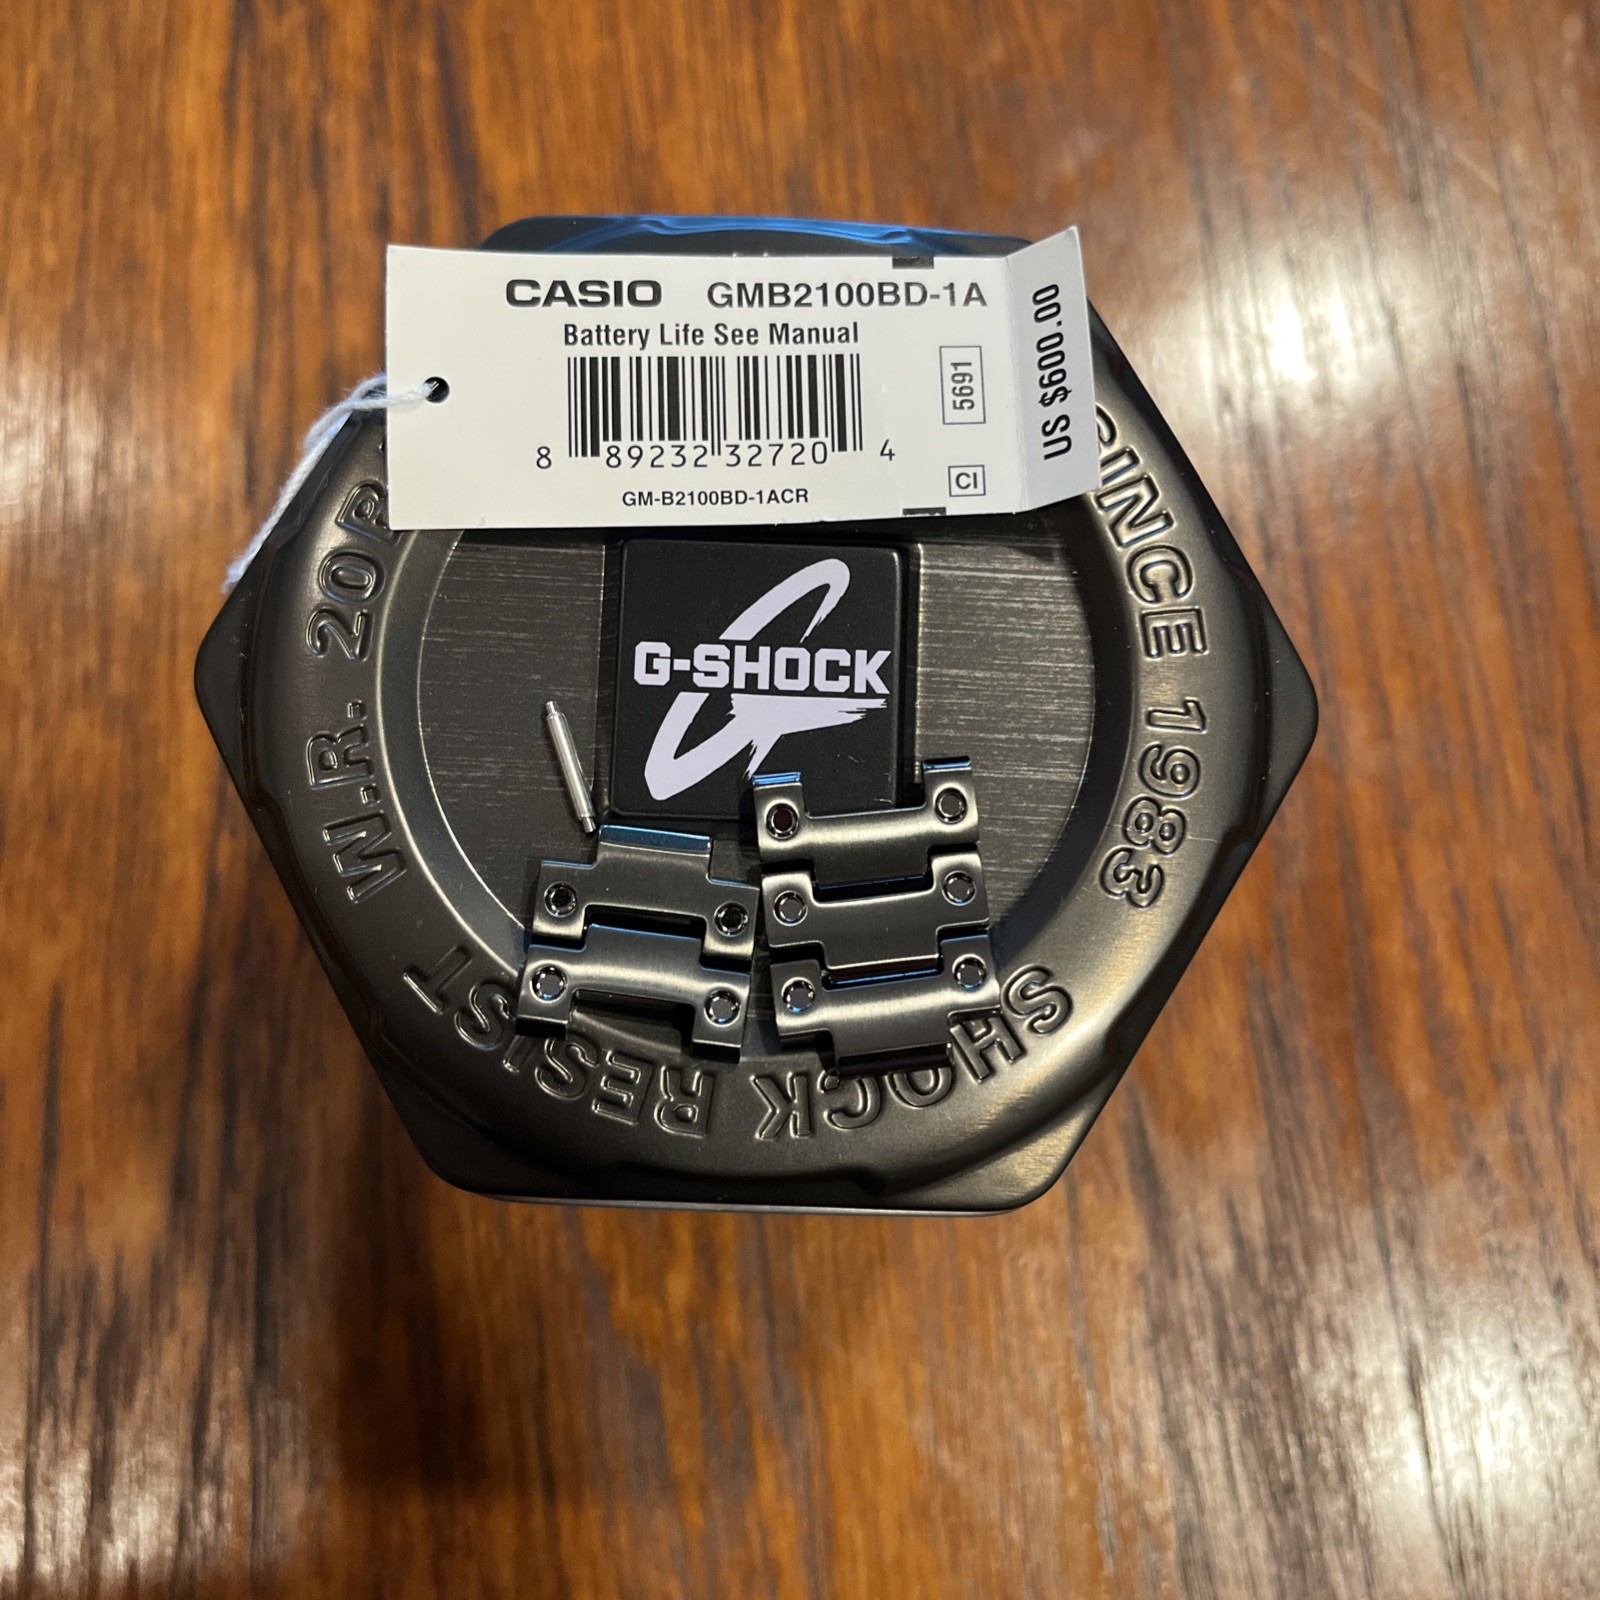 CASIO GMB2100BD-1A
Battery Life See Manual
8 89232 32720 4
GM-B2100BD-1ACR
5691
CI
US $600.00
G-SHOCK
W.R. 20B
SINCE 1983
SHOCK RESIST